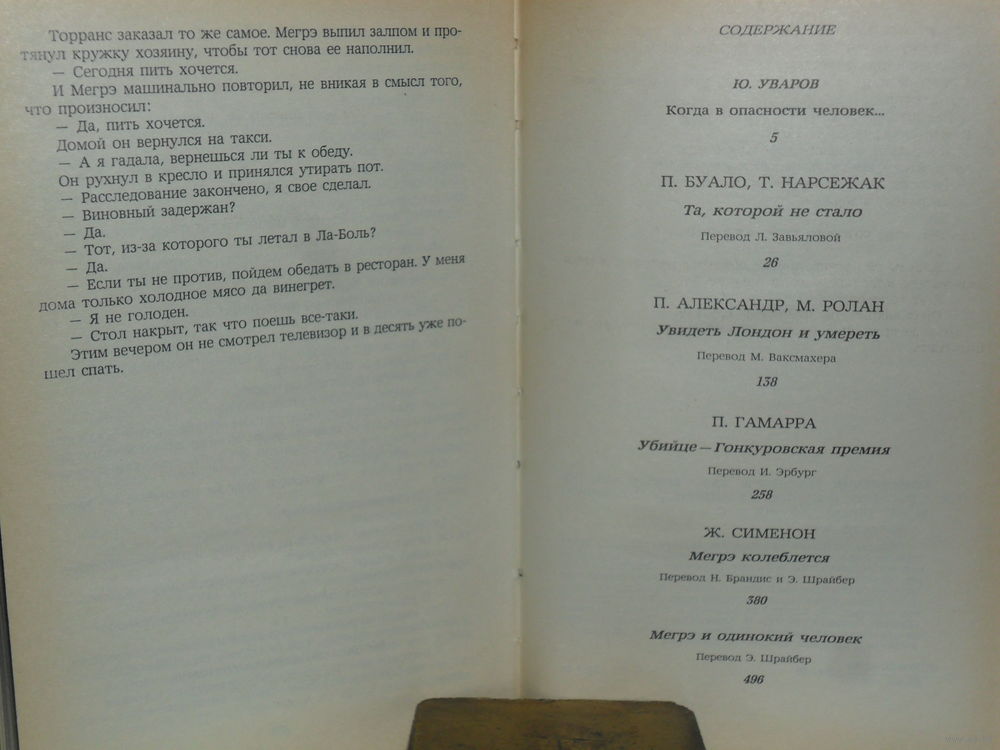 Торранс заказал то же самое. Мегрэ выпил залпом и про-
тянул кружку хозяину, чтобы тот снова ее наполнил.
— Сегодня пить хочется.
И Мегрэ машинально повторил, не вникая в смысл того,
что произносил:
— Да, пить хочется.
Домой он вернулся на такси.
— А я гадала, вернешься ли ты к обеду.
Он рухнул в кресло и принялся утирать пот.
— Расследование закончено, я свое сделал.
— Виновный задержан?
— Да.
— Тот, из-за которого ты летал в Ла-Боль?
— Да.
— Если ты не против, пойдем обедать в ресторан. У меня
дома только холодное мясо да винегрет.
— Я не голоден.
— Стол накрыт, так что поешь все-таки.
Этим вечером он не смотрел телевизор и в десять уже по-
шел спать.
СОДЕРЖАНИЕ
Ю. УВАРОВ
Когда в опасности человек...
5
П. БУАЛО, Т. НАРСЕЖАК
Та, которой не стало
Перевод Л. Завьяловой
26
П. АЛЕКСАНДР, М. РОЛАН
Увидеть Лондон и умереть
Перевод М. Ваксмахера
138
П. ГАМАРРА
Убийце — Гонкуровская премия
Перевод И. Эрбург
258
Ж. СИМЕНОН
Мегрэ колеблется
Перевод Н. Брандис и Э. Шрайбер
380
Мегрэ и одинокий человек
Перевод Э. Шрайбер
496